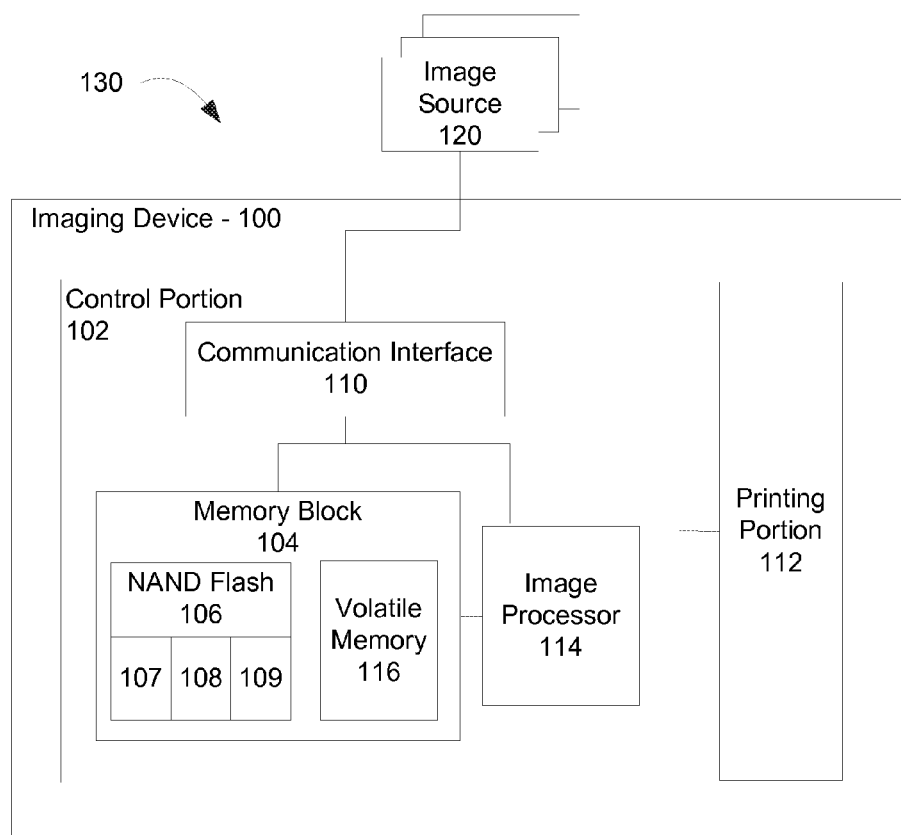 130
Image
Source
120
Imaging Device - 100
Control Portion
102
Communication Interface
110
Memory Block
104
NAND Flash
106
107
108
109
Volatile
Memory
116
Image
Processor
114
Printing
Portion
112